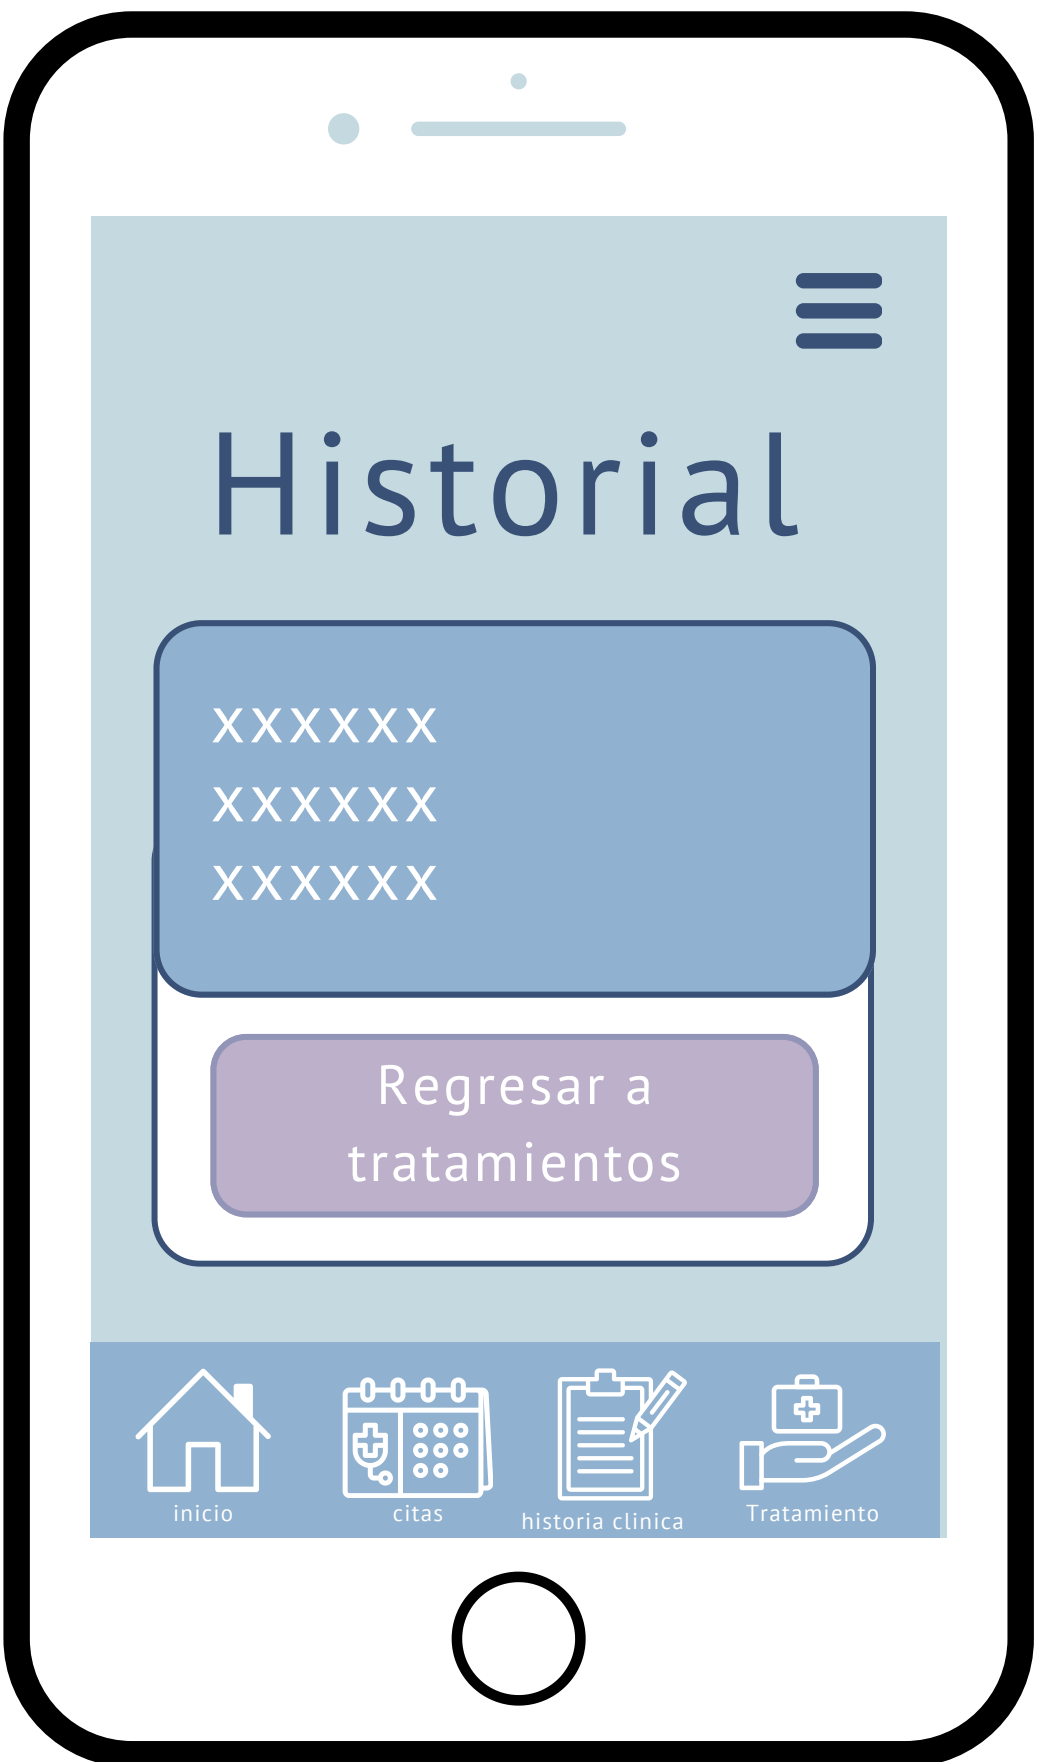 Historial
xxxxxx
xxxxxx
xxxxxx
Regresar a
tratamientos
inicio
citas
historia clinica
Tratamiento